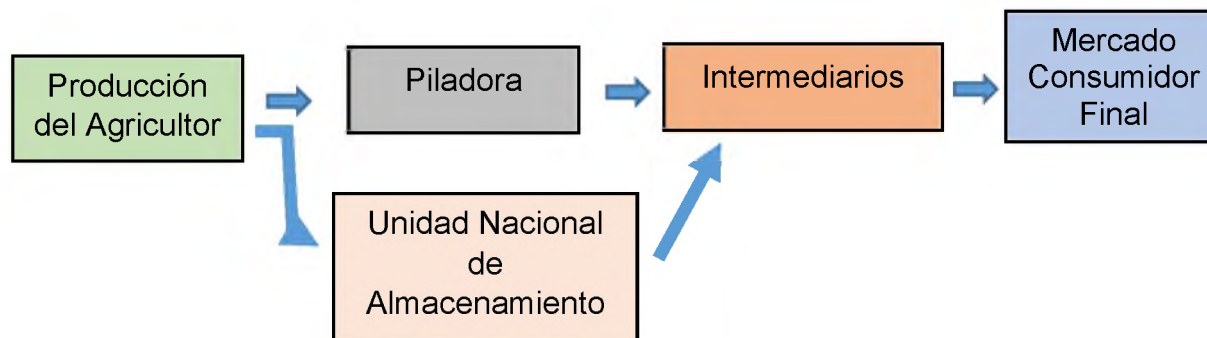 Producción
del Agricultor
Piladora
Intermediarios
Mercado
Consumidor
Final
Unidad Nacional
de
Almacenamiento